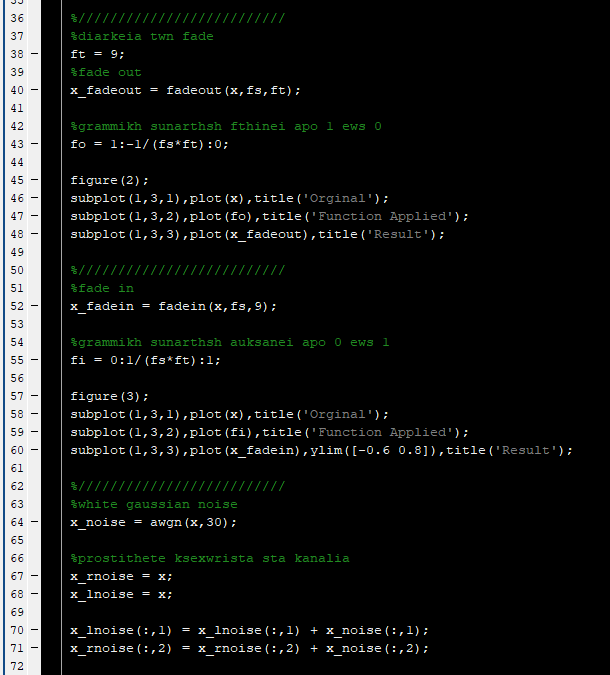 35
36 %//////////////////////////
37 %diarkeia twn fade
38 – ft = 9;
39 %fade out
40 – x_fadeout = fadeout(x,fs,ft);
41
42 %grammikh sunarthsh fthinei apo 1 ews 0
43 – fo = 1:-1/(fs*ft):0;
44
45 – figure(2);
46 – subplot(1,3,1),plot(x),title('Orginal');
47 – subplot(1,3,2),plot(fo),title('Function Applied');
48 – subplot(1,3,3),plot(x_fadeout),title('Result');
49
50 %//////////////////////////
51 %fade in
52 – x_fadein = fadein(x,fs,9);
53
54 %grammikh sunarthsh auksanei apo 0 ews 1
55 – fi = 0:1/(fs*ft):1;
56
57 – figure(3);
58 – subplot(1,3,1),plot(x),title('Orginal');
59 – subplot(1,3,2),plot(fi),title('Function Applied');
60 – subplot(1,3,3),plot(x_fadein),ylim([-0.6 0.8]),title('Result');
61
62 %//////////////////////////
63 %white gaussian noise
64 – x_noise = awgn(x,30);
65
66 %prostithete ksexwrista sta kanalia
67 – x_rnoise = x;
68 – x_lnoise = x;
69
70 – x_lnoise(:,1) = x_lnoise(:,1) + x_noise(:,1);
71 – x_rnoise(:,2) = x_rnoise(:,2) + x_noise(:,2);
72